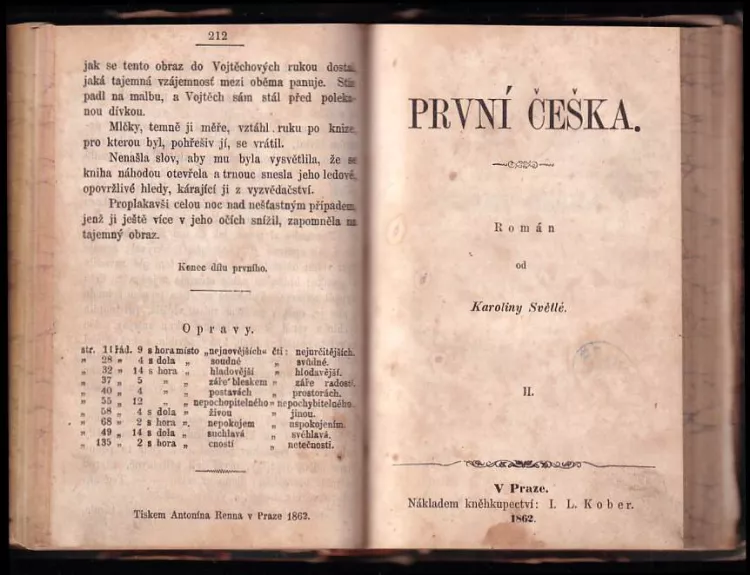 212
jak se tento obraz do Vojtěchových rukou
jaká tajemná vzájemnost mezi oběma panuje.
padl na malbu, a Vojtěch sám stál před
nou dívkou.
Mlčky, temně ji měře, vztáhl ruku po knize
pro kterou byl, pohřešiv jí, se vrátil.
Nenašla slov, aby mu byla vysvětlila, že se
kniha náhodou otevřela a trnouc snesla jeho ledové,
opovržlivé hledy, kárající ji z vyzvědačství.
Proplakavši celou noc nad nešťastným případem
jenž ji ještě více v jeho očích snížil, zapomněla na
tajemný obraz.
Konec dílu prvního.
Opravy.
str. 11 řád. 9 s hora místo „nejnovějších“ čti: nejurčitějších.
„ 28 „ 4 s dola „ soudné „ svůdné.
„ 32 „ 14 s hora „ hladovější „ hlodavější.
„ 37 „ 5 „ „ záře bleskem „ záře radostí
„ 40 „ 4 „ „ postavách „ prostorách.
„ 55 „ 12 „ „ nepochopitelného „ nepochybitelného
„ 58 „ 4 s dola „ živou „ jinou.
„ 68 „ 2 s hora „ nepokojem „ uspokojením.
„ 49 „ 14 s dola „ suchlavá „ svéhlavá.
„ 135 „ 2 s hora „ cnosti „ netečnosti.
Tiskem Antonína Renna v Praze 1862.
PRVNÍ ČEŠKA.
Román
od
Karoliny Světlé.
II.
V Praze.
Nákladem kněhkupectví: I. L. Kober.
1862.